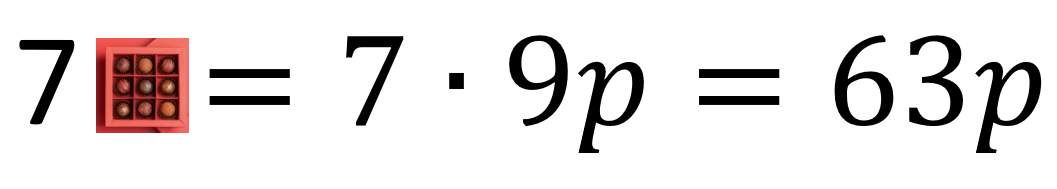 7 = 7 · 9p = 63p